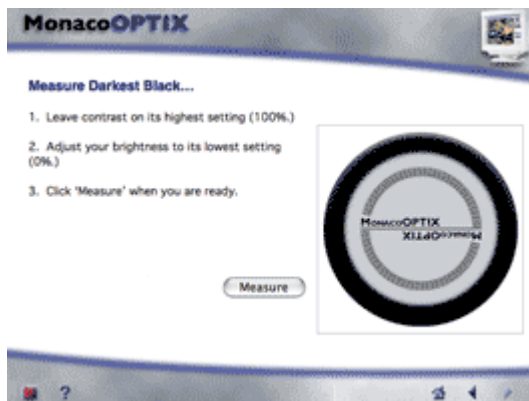 MonacoOPTIX
Measure Darkest Black...
1. Leave contrast on its highest setting (100%.)
2. Adjust your brightness to its lowest setting
(0%.)
3. Click 'Measure' when you are ready.
MONACOOPTIX
MONACOOPTIX
Measure
?